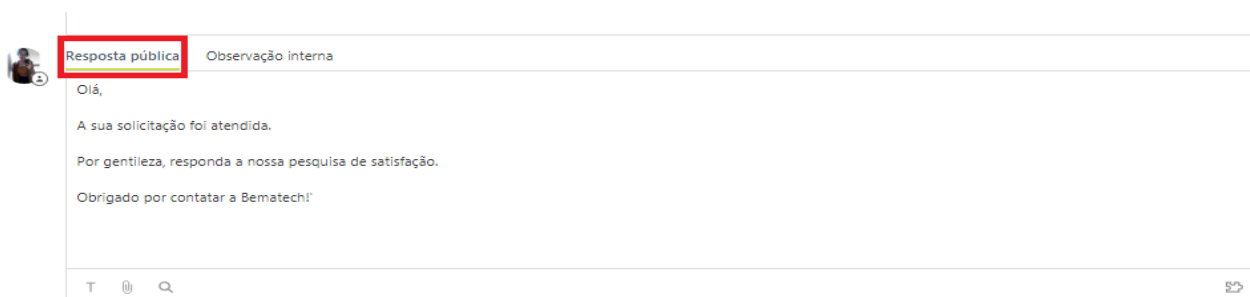 Resposta pública Observação interna
Olá,
A sua solicitação foi atendida.
Por gentileza, responda a nossa pesquisa de satisfação.
Obrigado por contatar a Bematech!`
T